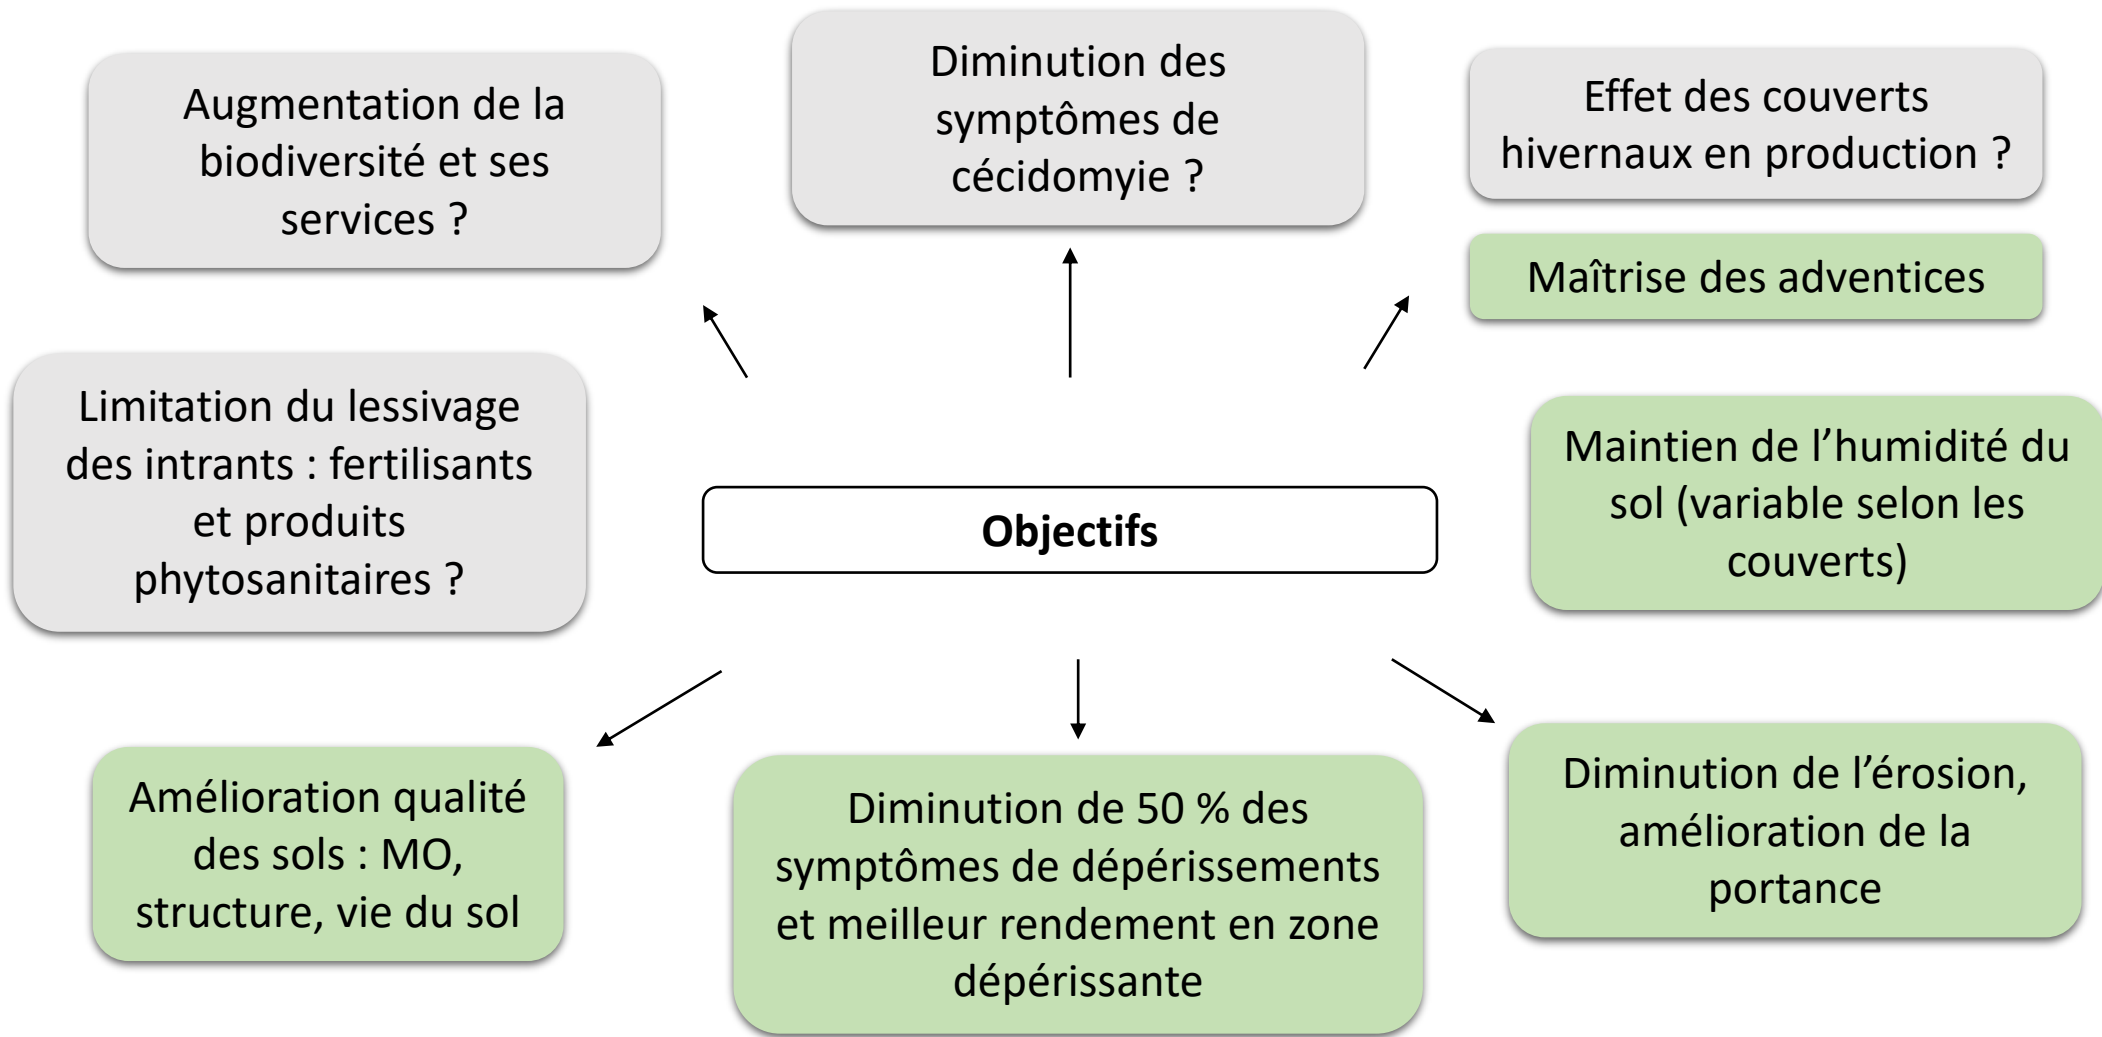 Augmentation de la
biodiversité et ses
services ?
Diminution des
symptômes de
cécidomyie ?
Effet des couverts
hivernaux en production ?
Maîtrise des adventices
Limitation du lessivage
des intrants : fertilisants
et produits
phytosanitaires ?
Objectifs
Maintien de l’humidité du
sol (variable selon les
couverts)
Amélioration qualité
des sols : MO,
structure, vie du sol
Diminution de 50 % des
symptômes de dépérissements
et meilleur rendement en zone
dépérissante
Diminution de l’érosion,
amélioration de la
portance